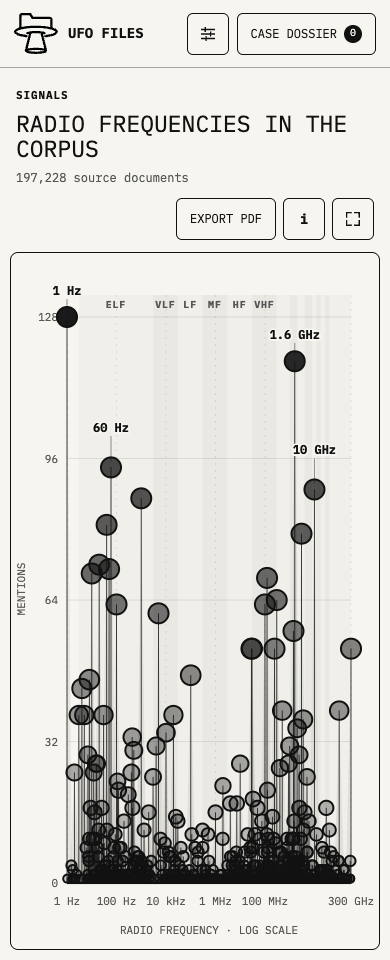 UFO FILES
CASE DOSSIER 0
SIGNALS
RADIO FREQUENCIES IN THE
CORPUS
197,228 source documents
EXPORT PDF
i
1 Hz
ELF VLF LF MF HF VHF
128
1.6 GHz
60 Hz
10 GHz
96
64
MENTIONS
32
0
1 Hz 100 Hz 10 kHz 1 MHz 100 MHz 300 GHz
RADIO FREQUENCY · LOG SCALE